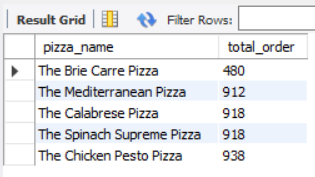 Result Grid Filter Rows:
pizza_name total_order
The Brie Carre Pizza 480
The Mediterranean Pizza 912
The Calabrese Pizza 918
The Spinach Supreme Pizza 918
The Chicken Pesto Pizza 938